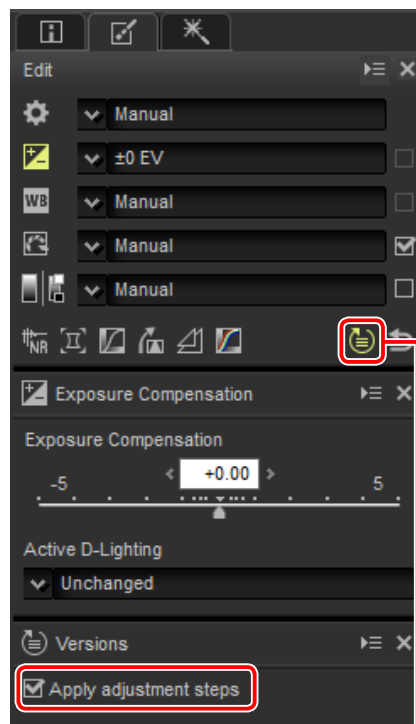 Edit
Manual
±0 EV
WB Manual
Manual
Manual
NR
Exposure Compensation
Exposure Compensation
-5 +0.00 5
Active D-Lighting
Unchanged
Versions
Apply adjustment steps